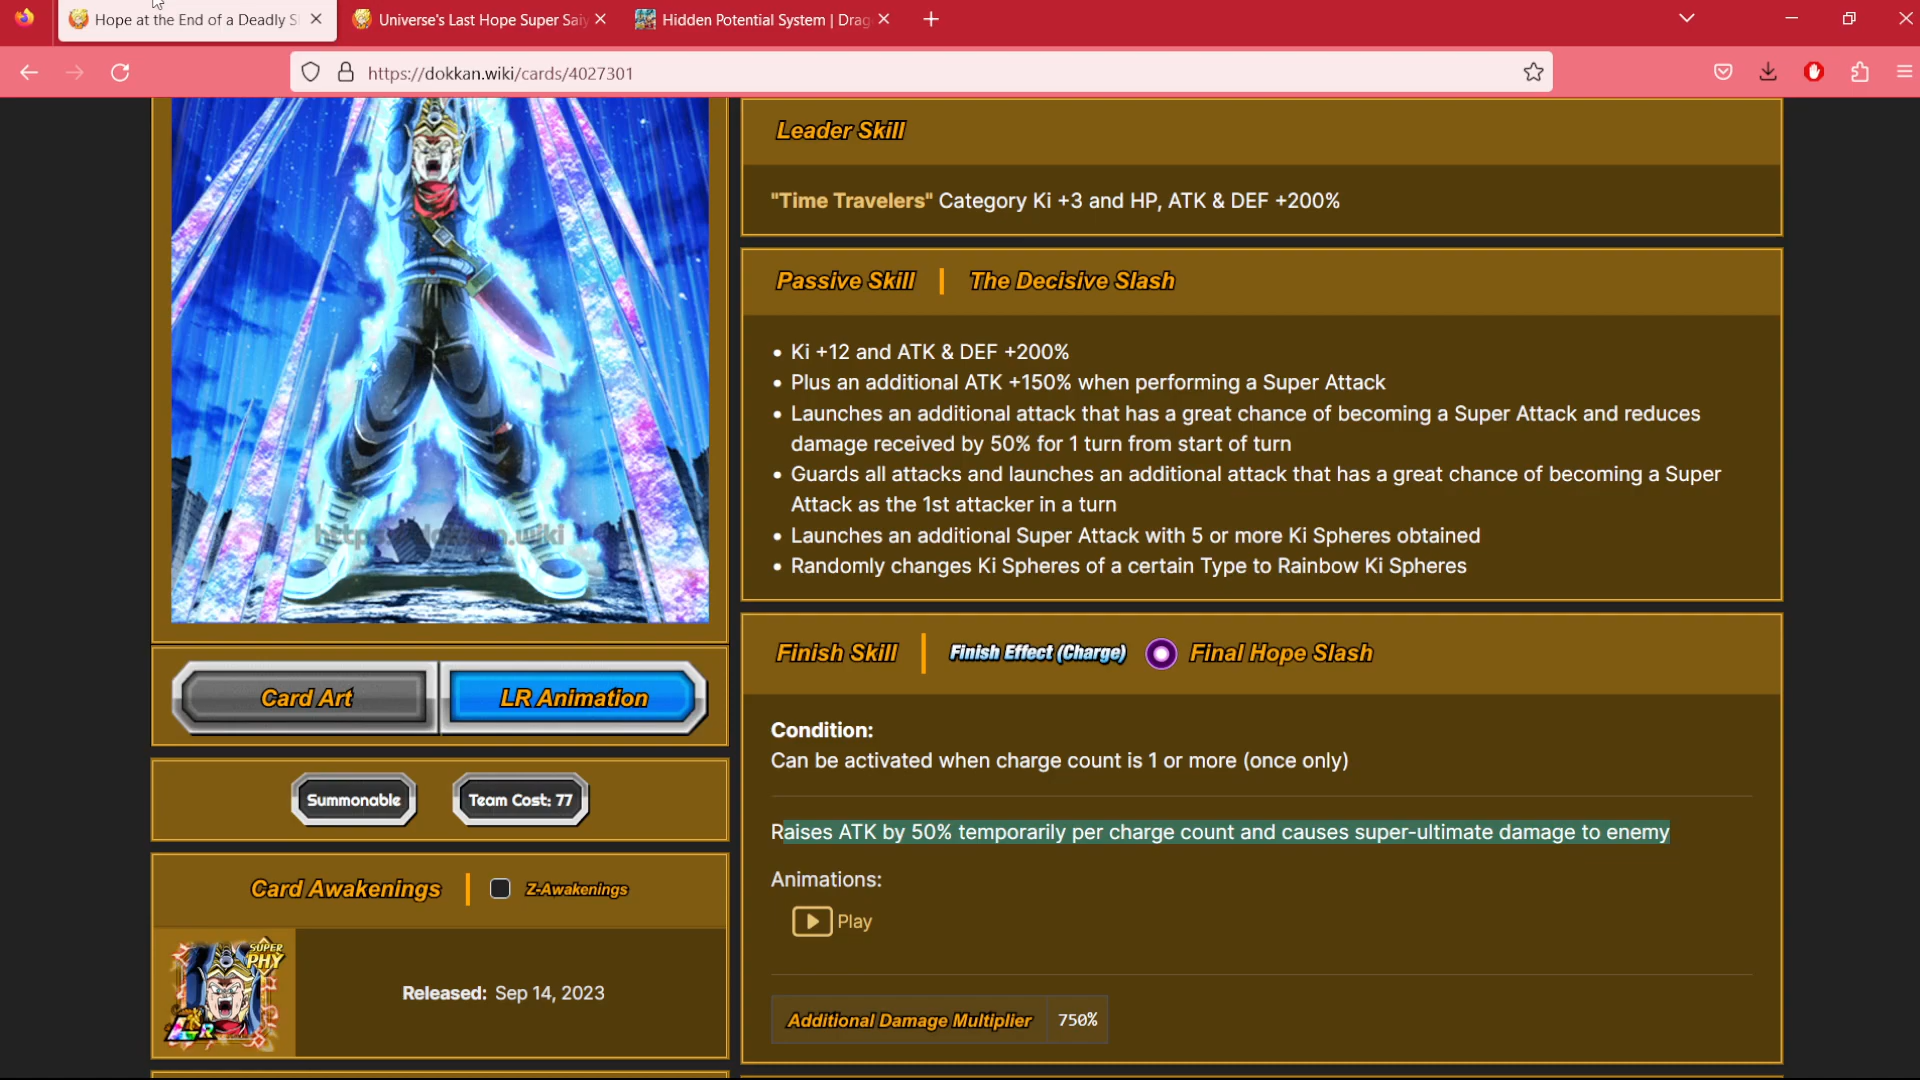 Hope at the End of a Deadly S
Universe's Last Hope Super Saiy
Hidden Potential System | Drag
https://dokkan.wiki/cards/4027301
Leader Skill
"Time Travelers" Category Ki +3 and HP, ATK & DEF +200%
Passive Skill | The Decisive Slash
• Ki +12 and ATK & DEF +200%
• Plus an additional ATK +150% when performing a Super Attack
• Launches an additional attack that has a great chance of becoming a Super Attack and reduces
damage received by 50% for 1 turn from start of turn
• Guards all attacks and launches an additional attack that has a great chance of becoming a Super
Attack as the 1st attacker in a turn
• Launches an additional Super Attack with 5 or more Ki Spheres obtained
• Randomly changes Ki Spheres of a certain Type to Rainbow Ki Spheres
https://dokkan.wiki
Finish Skill | Finish Effect (Charge) Final Hope Slash
Condition:
Can be activated when charge count is 1 or more (once only)
Raises ATK by 50% temporarily per charge count and causes super-ultimate damage to enemy
Animations:
Play
Additional Damage Multiplier 750%
Card Art
LR Animation
Summonable
Team Cost: 77
Card Awakenings | Z-Awakenings
SUPER
PHY
LR
Released: Sep 14, 2023